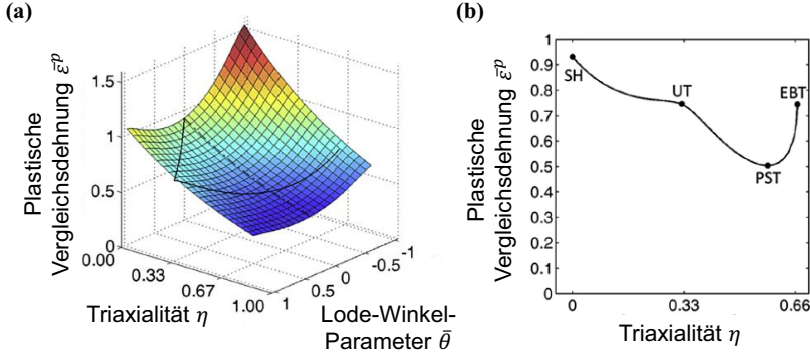 (a)
Plastische
Vergleichsdehnung ε̄ᵖ
1.5
1
0.5
0
0.00
0.33
0.67
1.00
1
0.5
0
-0.5
-1
Triaxialität η
Lode-Winkel-
Parameter θ̄
(b)
Plastische
Vergleichsdehnung ε̄ᵖ
1
0.9
0.8
0.7
0.6
0.5
0.4
0.3
0.2
0.1
0
SH
UT
EBT
PST
0
0.33
0.66
Triaxialität η